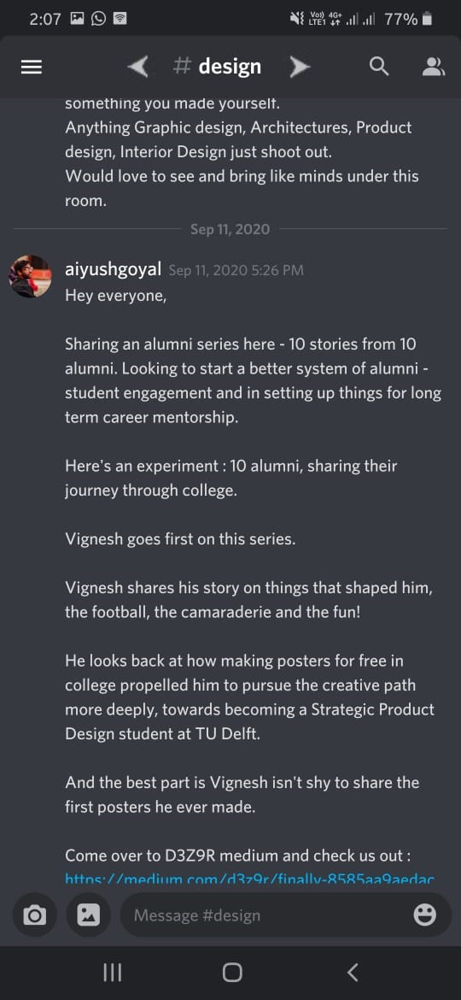 2:07
Vo)) 4G+
LTE1
77%
# design
something you made yourself.
Anything Graphic design, Architectures, Product
design, Interior Design just shoot out.
Would love to see and bring like minds under this
room.
Sep 11, 2020
aiyushgoyal Sep 11, 2020 5:26 PM
Hey everyone,
Sharing an alumni series here - 10 stories from 10
alumni. Looking to start a better system of alumni -
student engagement and in setting up things for long
term career mentorship.
Here's an experiment : 10 alumni, sharing their
journey through college.
Vignesh goes first on this series.
Vignesh shares his story on things that shaped him,
the football, the camaraderie and the fun!
He looks back at how making posters for free in
college propelled him to pursue the creative path
more deeply, towards becoming a Strategic Product
Design student at TU Delft.
And the best part is Vignesh isn't shy to share the
first posters he ever made.
Come over to D3Z9R medium and check us out :
https://medium.com/d3z9r/finally-8585aa9aedac
Message #design